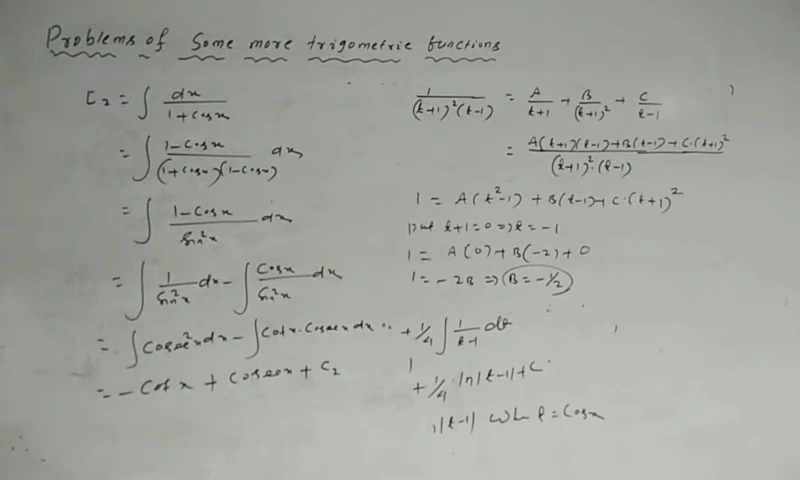 Problems of Some more trigometric functions
I₂ = ∫ dx / (1 + cosx)
= ∫ (1 - cosx) / ((1 + cosx)(1 - cosx)) dx
= ∫ (1 - cosx) / sin²x dx
= ∫ 1/sin²x dx - ∫ cosx/sin²x dx
= ∫ cosec²x dx - ∫ cotx · cosecx dx
= - cotx + cosecx + C₂
1 / ((t+1)²(t-1)) = A/(t+1) + B/(t+1)² + C/(t-1)
= (A(t+1)(t-1) + B(t-1) + C·(t+1)²) / ((t+1)²·(t-1))
1 = A(t²-1) + B(t-1) + C·(t+1)²
put t+1 = 0 ⇒ t = -1
1 = A(0) + B(-2) + 0
1 = -2B ⇒ B = -1/2
+ 1/4 ∫ 1/(t-1) dt
+ 1/4 · ln|t-1| + C
|t-1| t = cosx